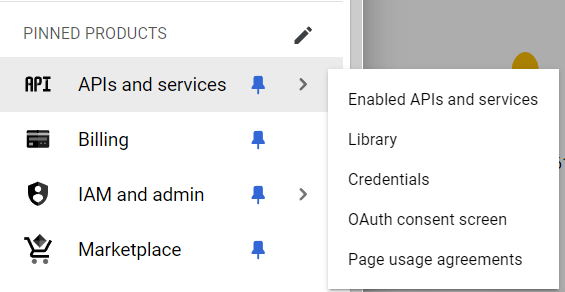 PINNED PRODUCTS
API APIs and services
Billing
IAM and admin
Marketplace
Enabled APIs and services
Library
Credentials
OAuth consent screen
Page usage agreements